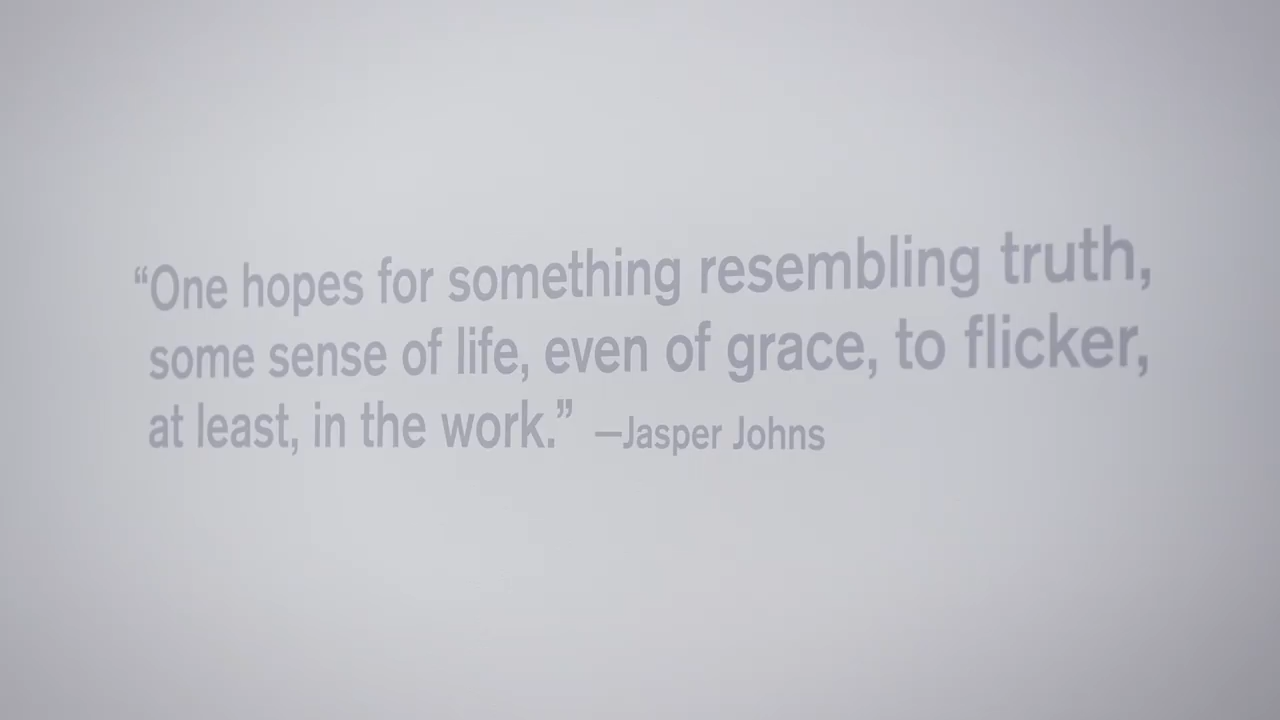 “One hopes for something resembling truth,
some sense of life, even of grace, to flicker,
at least, in the work.” —Jasper Johns